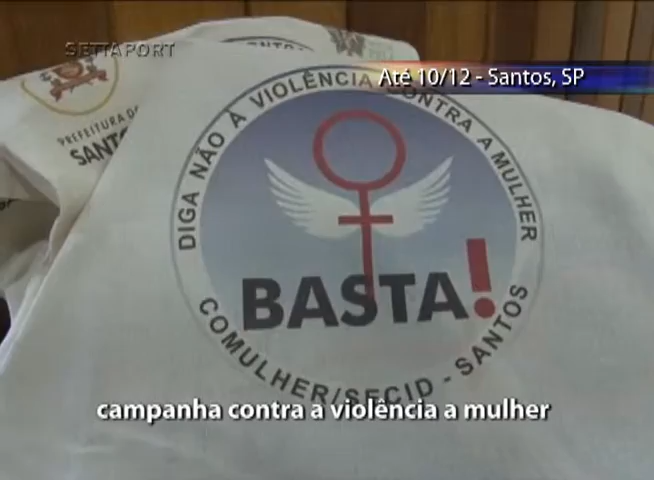 SETTAPORT
Até 10/12 - Santos, SP
PREFEITURA DE
SANTOS
DIGA NÃO À VIOLÊNCIA CONTRA A MULHER
BASTA!
COMULHER/SECID - SANTOS
campanha contra a violência a mulher